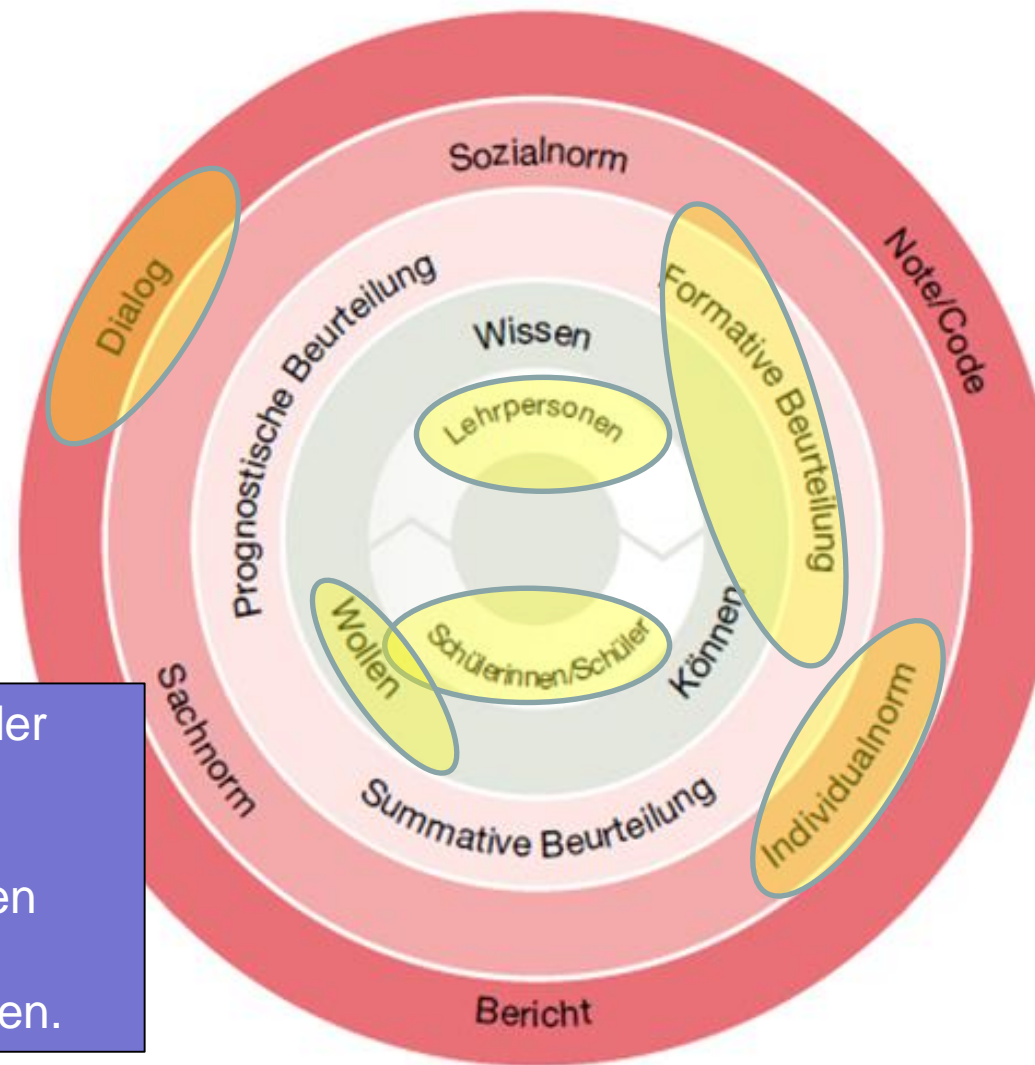 Sozialnorm
Note/Code
Dialog
Formative Beurteilung
Prognostische Beurteilung
Wissen
Lehrpersonen
Wollen
Schülerinnen/Schüler
Können
Individualnorm
Sachnorm
Summative Beurteilung
Bericht